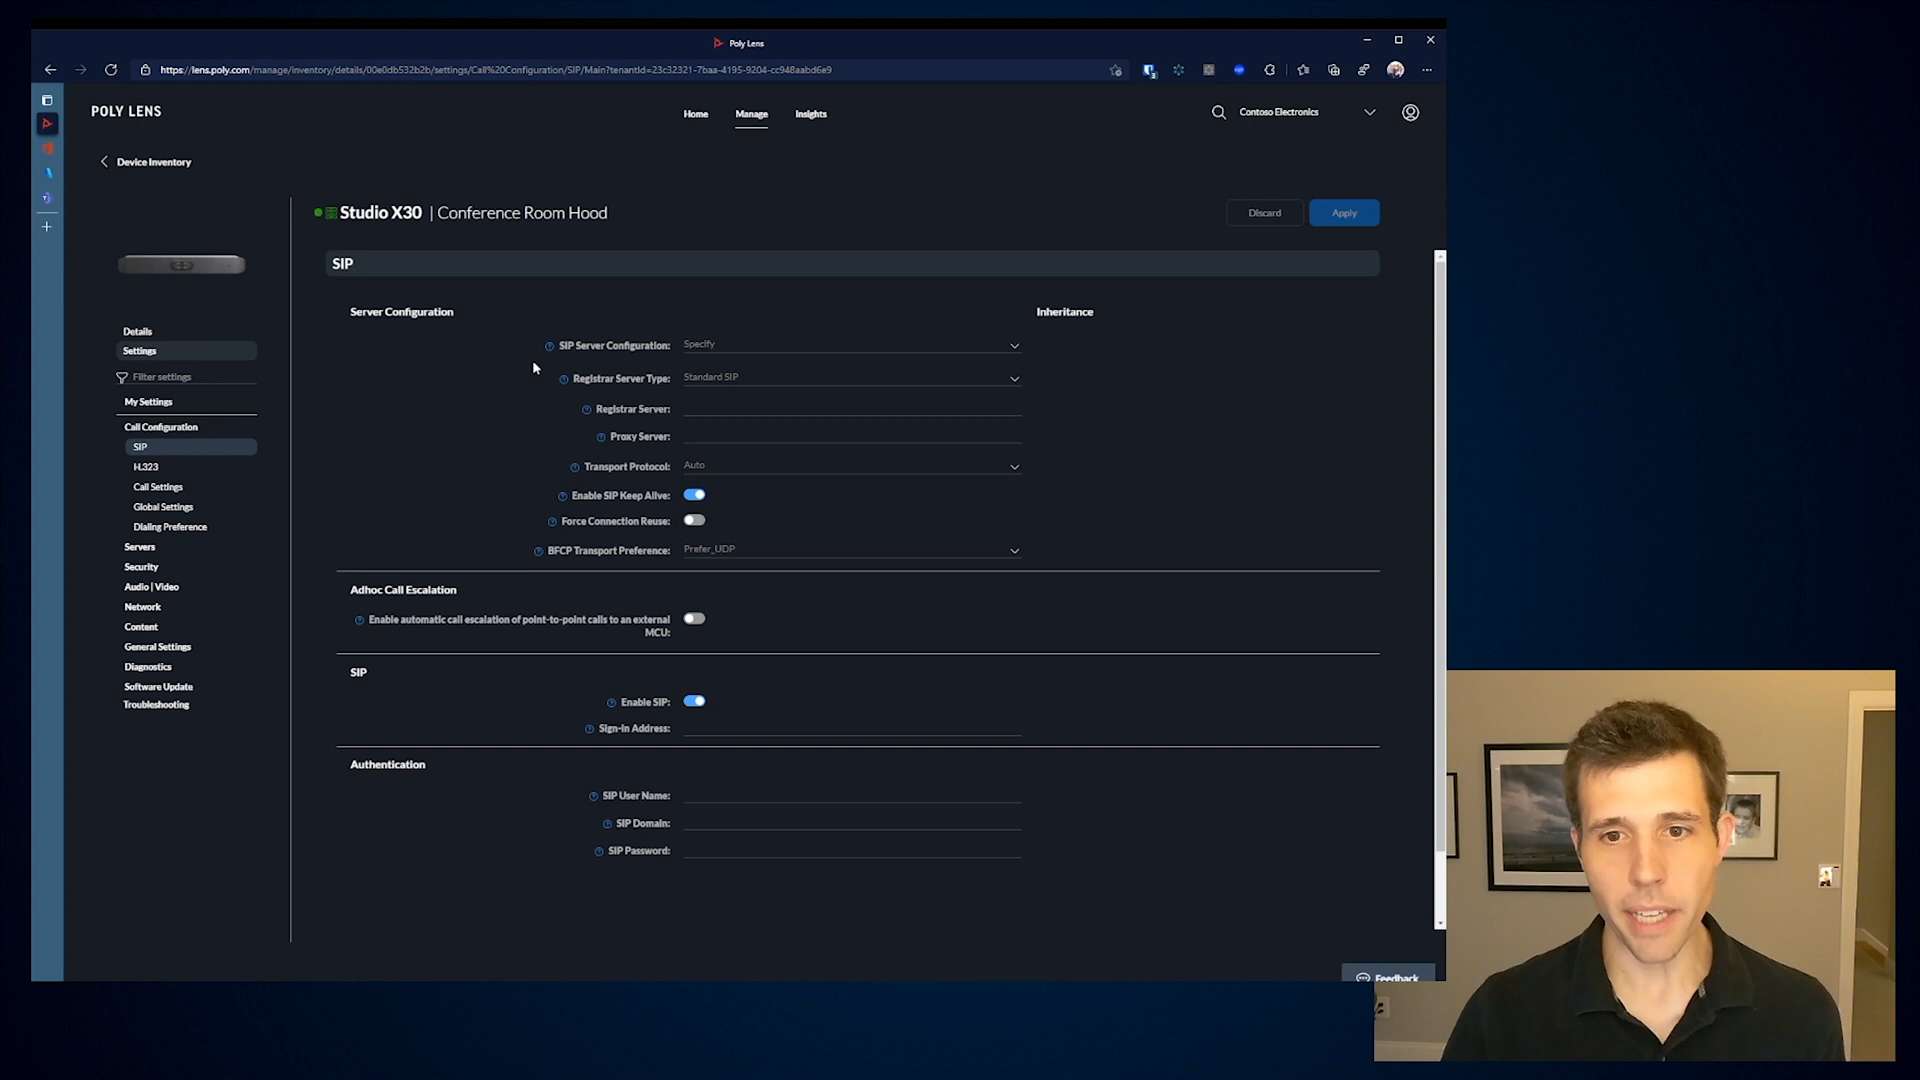 Poly Lens
https://lens.poly.com/manage/inventory/details/00e0db532b2b/settings/Call%20Configuration/SIP/Main?tenantId=23c32321-7baa-4195-9204-cc948aabd6e9
POLY LENS
Home
Manage
Insights
Contoso Electronics
Device Inventory
Studio X30 | Conference Room Hood
Discard
Apply
Details
Settings
Filter settings
My Settings
Call Configuration
SIP
H.323
Call Settings
Global Settings
Dialing Preference
Servers
Security
Audio | Video
Network
Content
General Settings
Diagnostics
Software Update
Troubleshooting
SIP
Server Configuration
Inheritance
SIP Server Configuration: Specify
Registrar Server Type: Standard SIP
Registrar Server:
Proxy Server:
Transport Protocol: Auto
Enable SIP Keep Alive:
Force Connection Reuse:
BFCP Transport Preference: Prefer_UDP
Adhoc Call Escalation
Enable automatic call escalation of point-to-point calls to an external
MCU:
SIP
Enable SIP:
Sign-in Address:
Authentication
SIP User Name:
SIP Domain:
SIP Password:
Feedback